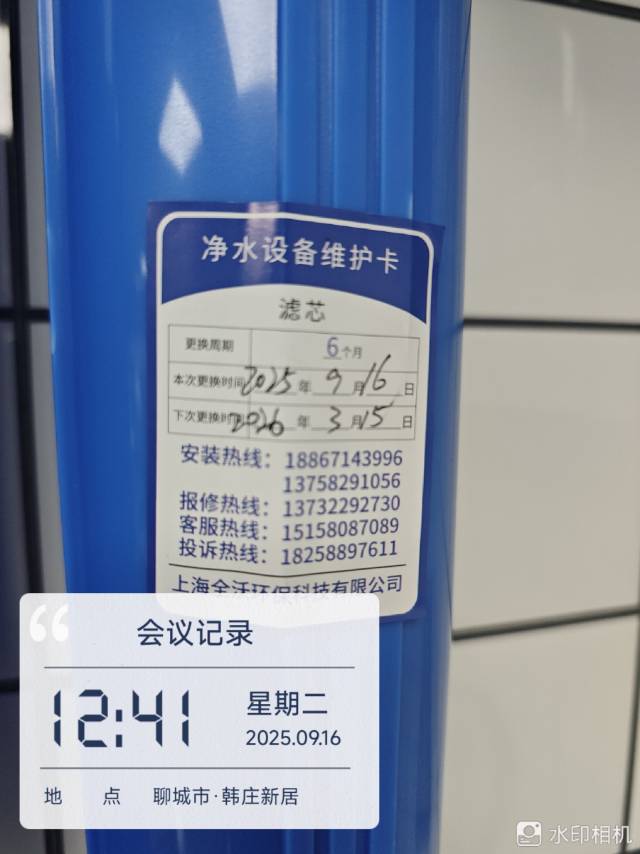 净水设备维护卡
滤芯
更换周期 6个月
本次更换时间 2025年9月16日
下次更换时间 2026年3月15日
安装热线：18867143996
13758291056
报修热线：13732292730
客服热线：15158087089
投诉热线：18258897611
上海全沃环保科技有限公司
会议记录
12:41
星期二
2025.09.16
地 点 聊城市·韩庄新居
水印相机